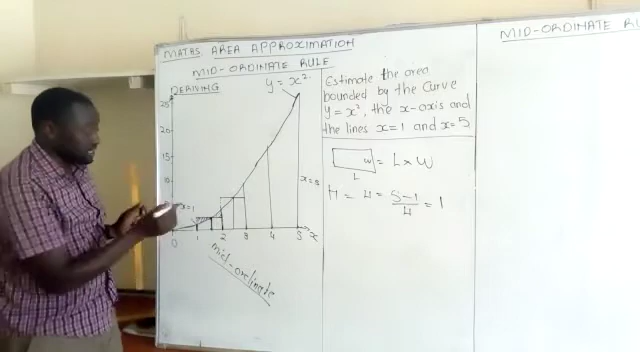 MATHS AREA APPROXIMATION
MID-ORDINATE RULE
DERIVING
y = x²
25
20
15
10
x=1
x=5
0 1 2 3 4 5 x
mid-ordinate
Estimate the area
bounded by the curve
y = x², the x-axis and
the lines x=1 and x=5
w = L x W
L
H = 4 = 5-1/4 = 1
MID-ORDINATE RU